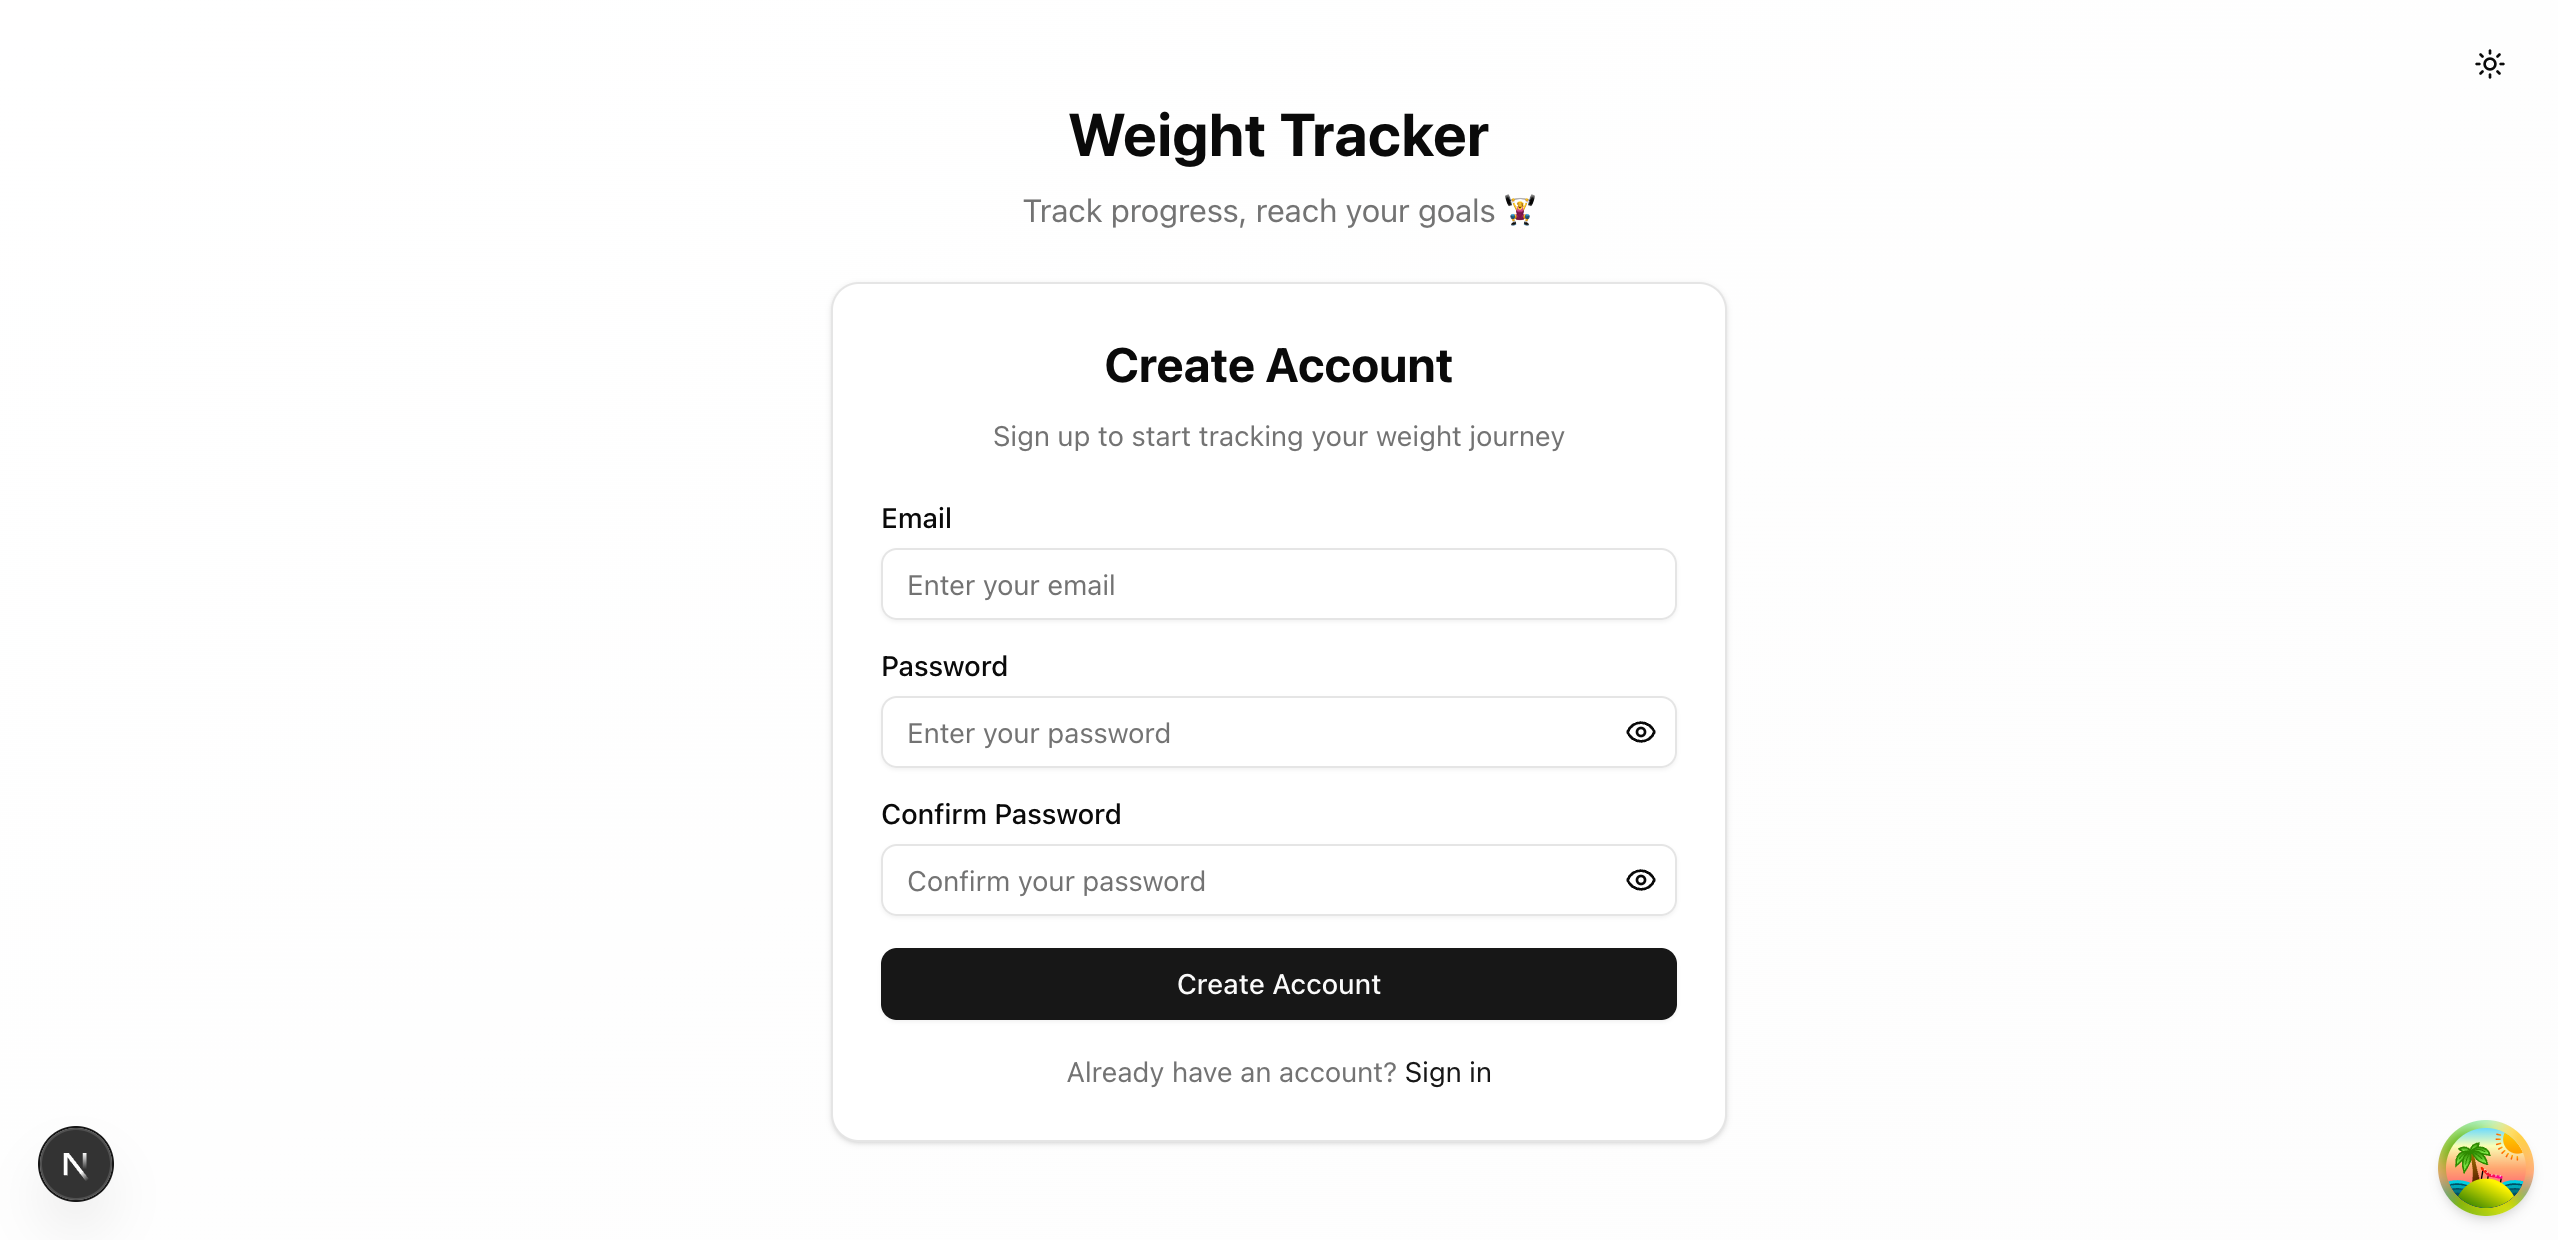 Weight Tracker
Track progress, reach your goals 🏋️‍♀️
Create Account
Sign up to start tracking your weight journey
Email
Enter your email
Password
Enter your password
Confirm Password
Confirm your password
Create Account
Already have an account? Sign in
N